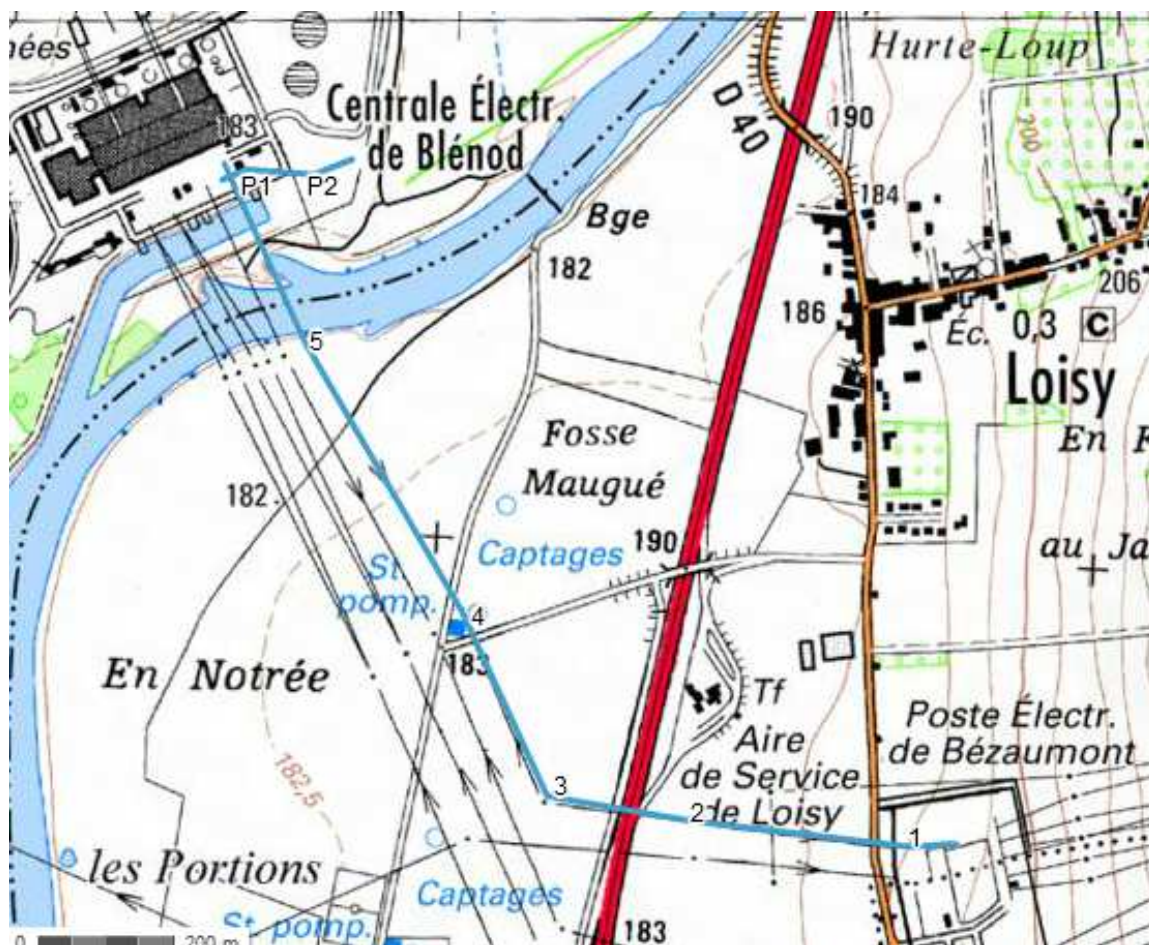 nées
Hurte-Loup
Centrale Électr.
de Blénod
183
D 40
190
200
P1 P2
184
Bge
182
206
186
Éc.
0,3 C
Loisy
5
Fosse
Maugué
En F
182
190
Captages
au Ja
St
pomp.
4
183
En Notrée
Tf
Poste Électr.
de Bézaumont
Aire
de Service
de Loisy
182,5
3
2
1
les Portions
Captages
St. pomp.
183
0 200 m